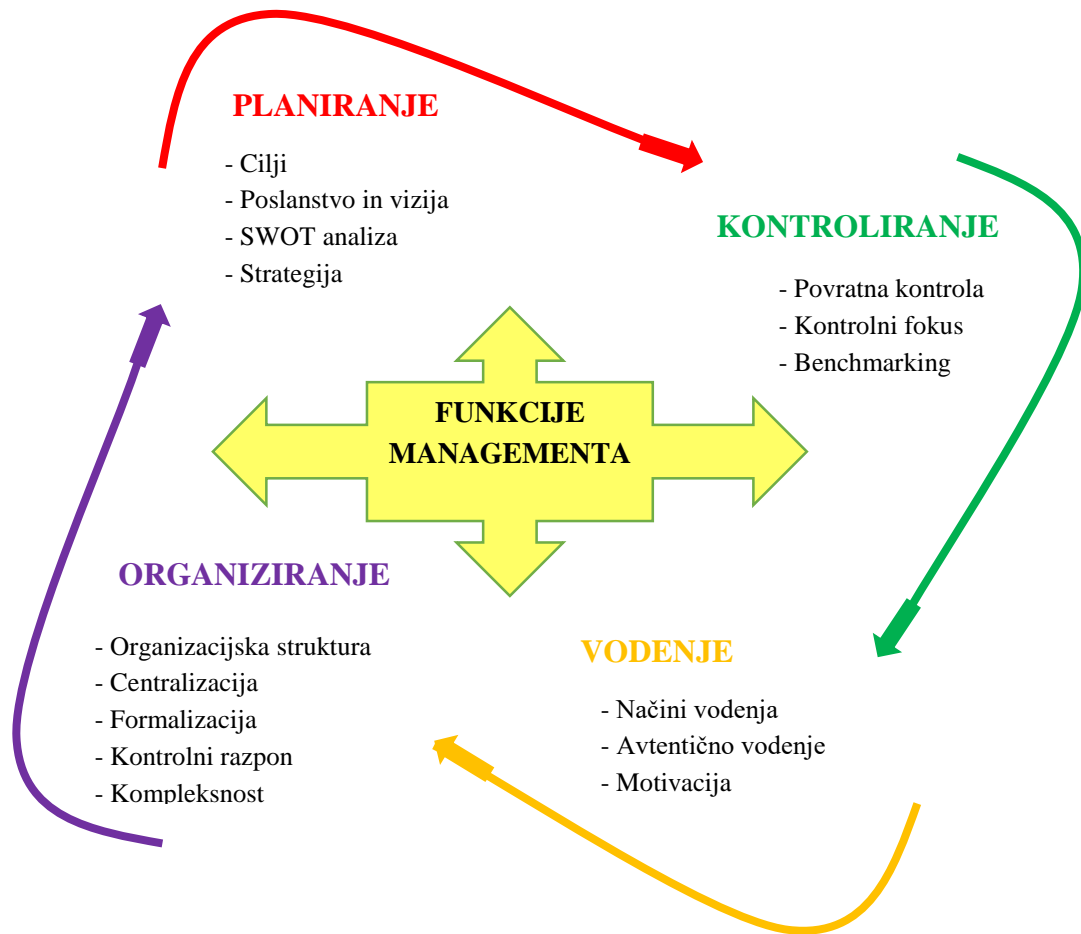 PLANIRANJE
- Cilji
- Poslanstvo in vizija
- SWOT analiza
- Strategija
KONTROLIRANJE
- Povratna kontrola
- Kontrolni fokus
- Benchmarking
FUNKCIJE
MANAGEMENTA
ORGANIZIRANJE
- Organizacijska struktura
- Centralizacija
- Formalizacija
- Kontrolni razpon
- Kompleksnost
VODENJE
- Načini vodenja
- Avtentično vodenje
- Motivacija